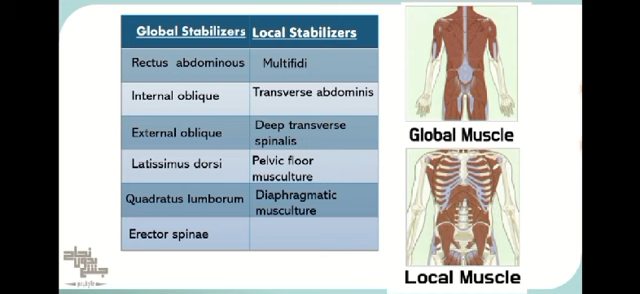 Global Stabilizers Local Stabilizers
Rectus abdominous Multifidi
Internal oblique Transverse abdominis
External oblique Deep transverse
spinalis
Latissimus dorsi Pelvic floor
musculature
Quadratus lumborum Diaphragmatic
musculture
Erector spinae
Global Muscle
Local Muscle